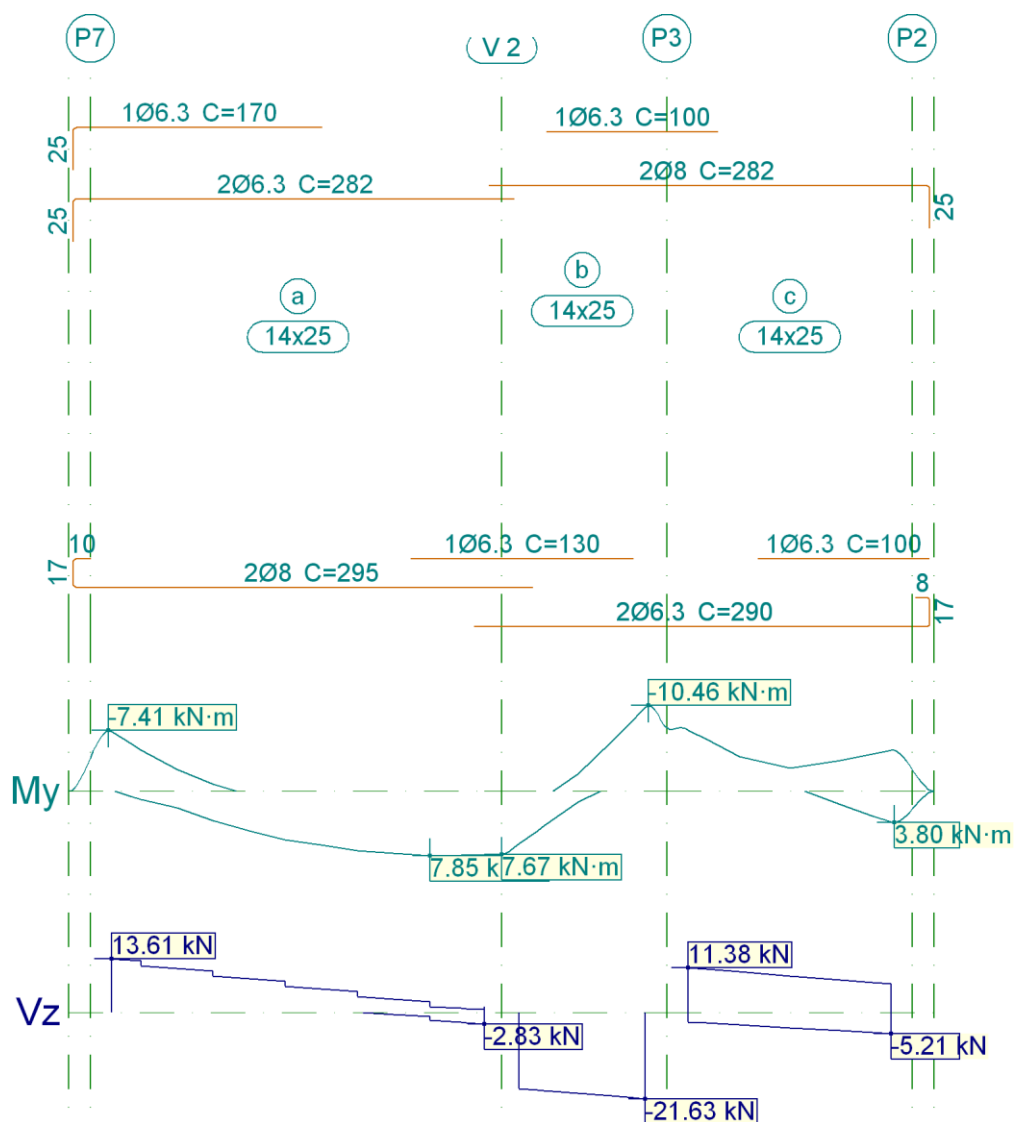 P7
V 2
P3
P2
1Ø6.3 C=170
1Ø6.3 C=100
25
2Ø6.3 C=282
2Ø8 C=282
25
25
a
14x25
b
14x25
c
14x25
10
1Ø6.3 C=130
1Ø6.3 C=100
17
2Ø8 C=295
8
17
2Ø6.3 C=290
-7.41 kN·m
-10.46 kN·m
My
7.85 k
7.67 kN·m
3.80 kN·m
13.61 kN
11.38 kN
Vz
-2.83 kN
-5.21 kN
-21.63 kN